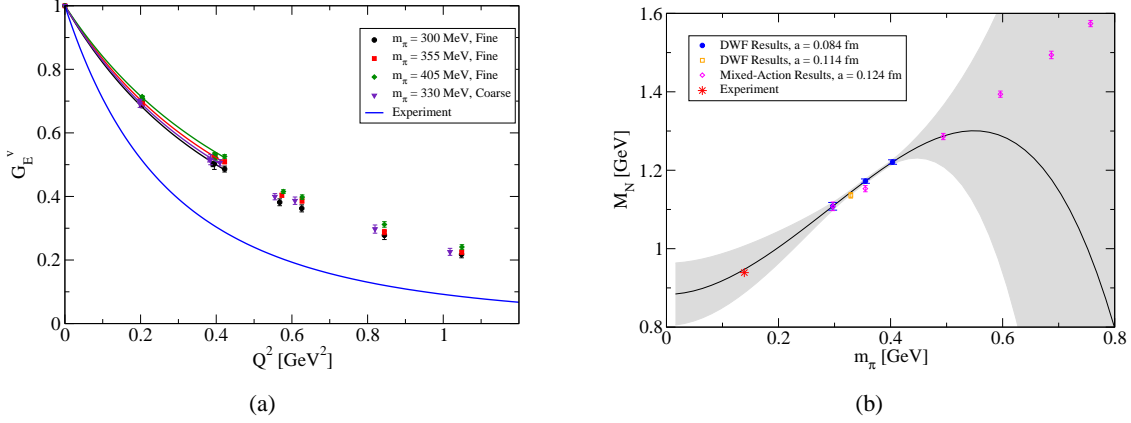 1
0.8
0.6
0.4
0.2
0
G_E^v
0
0.2
0.4
0.6
0.8
1
Q^2 [GeV^2]
m_π = 300 MeV, Fine
m_π = 355 MeV, Fine
m_π = 405 MeV, Fine
m_π = 330 MeV, Coarse
Experiment
(a)
1.6
1.4
1.2
1
0.8
M_N [GeV]
0
0.2
0.4
0.6
0.8
m_π [GeV]
DWF Results, a = 0.084 fm
DWF Results, a = 0.114 fm
Mixed-Action Results, a = 0.124 fm
Experiment
(b)